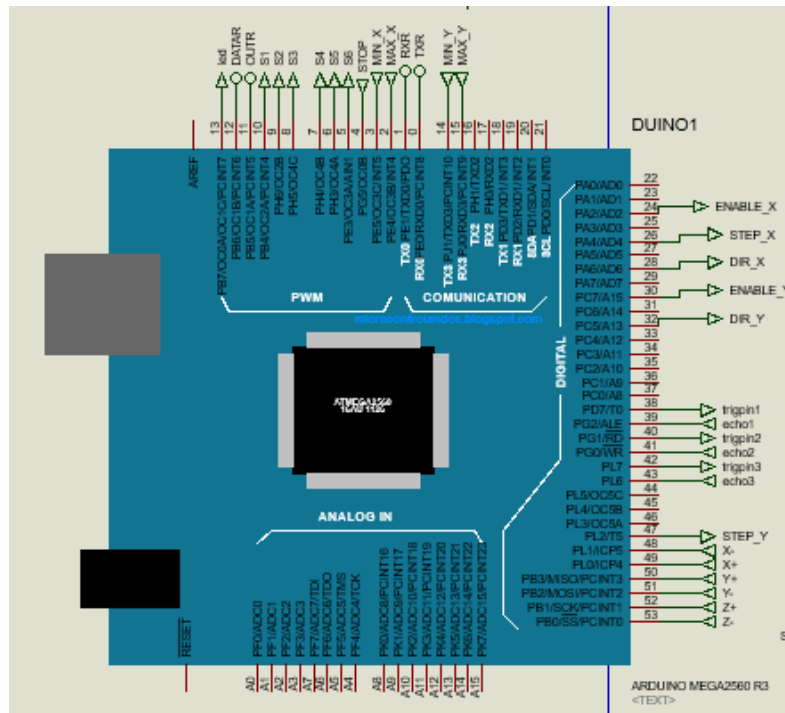 led
DATAR
OUTR
S1
S2
S3
S4
S5
S6
STOP
MIN_X
MAX_X
RXR
TXR
MIN_Y
MAX_Y
13
12
11
10
9
8
7
6
5
4
3
2
1
0
14
15
16
17
18
19
20
21
DUINO1
AREF
PB7/OC0A/OC1C/PCINT7
PB6/OC1B/PCINT6
PB5/OC1A/PCINT5
PB4/OC2A/PCINT4
PH6/OC2B
PH5/OC4C
PH4/OC4B
PH3/OC4A
PE3/OC3A/AIN1
PG5/OC0B
PE5/OC3C/INT5
PE4/OC3B/INT4
TX0 PE1/TXD0/PDO
RX0 PE0/RXD0/PCINT8
TX3 PJ1/TXD3/PCINT10
RX3 PJ0/RXD3/PCINT9
TX2 PH1/TXD2
RX2 PH0/RXD2
TX1 PD3/TXD1/INT3
RX1 PD2/RXD1/INT2
SDA PD1/SDA/INT1
SCL PD0/SCL/INT0
PWM
COMUNICATION
microcontrolandos.blogspot.com
PA0/AD0 22
PA1/AD1 23
PA2/AD2 24 ENABLE_X
PA3/AD3 25
PA4/AD4 26 STEP_X
PA5/AD5 27
PA6/AD6 28 DIR_X
PA7/AD7 29
PC7/A15 30 ENABLE_Y
PC6/A14 31
PC5/A13 32 DIR_Y
PC4/A12 33
PC3/A11 34
PC2/A10 35
PC1/A9 36
PC0/A8 37
PD7/T0 38 trigpin1
PG2/ALE 39 echo1
PG1/RD 40 trigpin2
PG0/WR 41 echo2
PL7 42 trigpin3
PL6 43 echo3
PL5/OC5C 44
PL4/OC5B 45
PL3/OC5A 46
PL2/T5 47 STEP_Y
PL1/ICP5 48 X-
PL0/ICP4 49 X+
PB3/MISO/PCINT3 50 Y+
PB2/MOSI/PCINT2 51 Y-
PB1/SCK/PCINT1 52 Z+
PB0/SS/PCINT0 53 Z-
DIGITAL
ATMEGA2560
ANALOG IN
RESET
PF0/ADC0
PF1/ADC1
PF2/ADC2
PF3/ADC3
PF7/ADC7/TDI
PF6/ADC6/TDO
PF5/ADC5/TMS
PF4/ADC4/TCK
PK0/ADC8/PCINT16
PK1/ADC9/PCINT17
PK2/ADC10/PCINT18
PK3/ADC11/PCINT19
PK4/ADC12/PCINT20
PK5/ADC13/PCINT21
PK6/ADC14/PCINT22
PK7/ADC15/PCINT23
A0
A1
A2
A3
A7
A6
A5
A4
A8
A9
A10
A11
A12
A13
A14
A15
ARDUINO MEGA2560 R3
<TEXT>